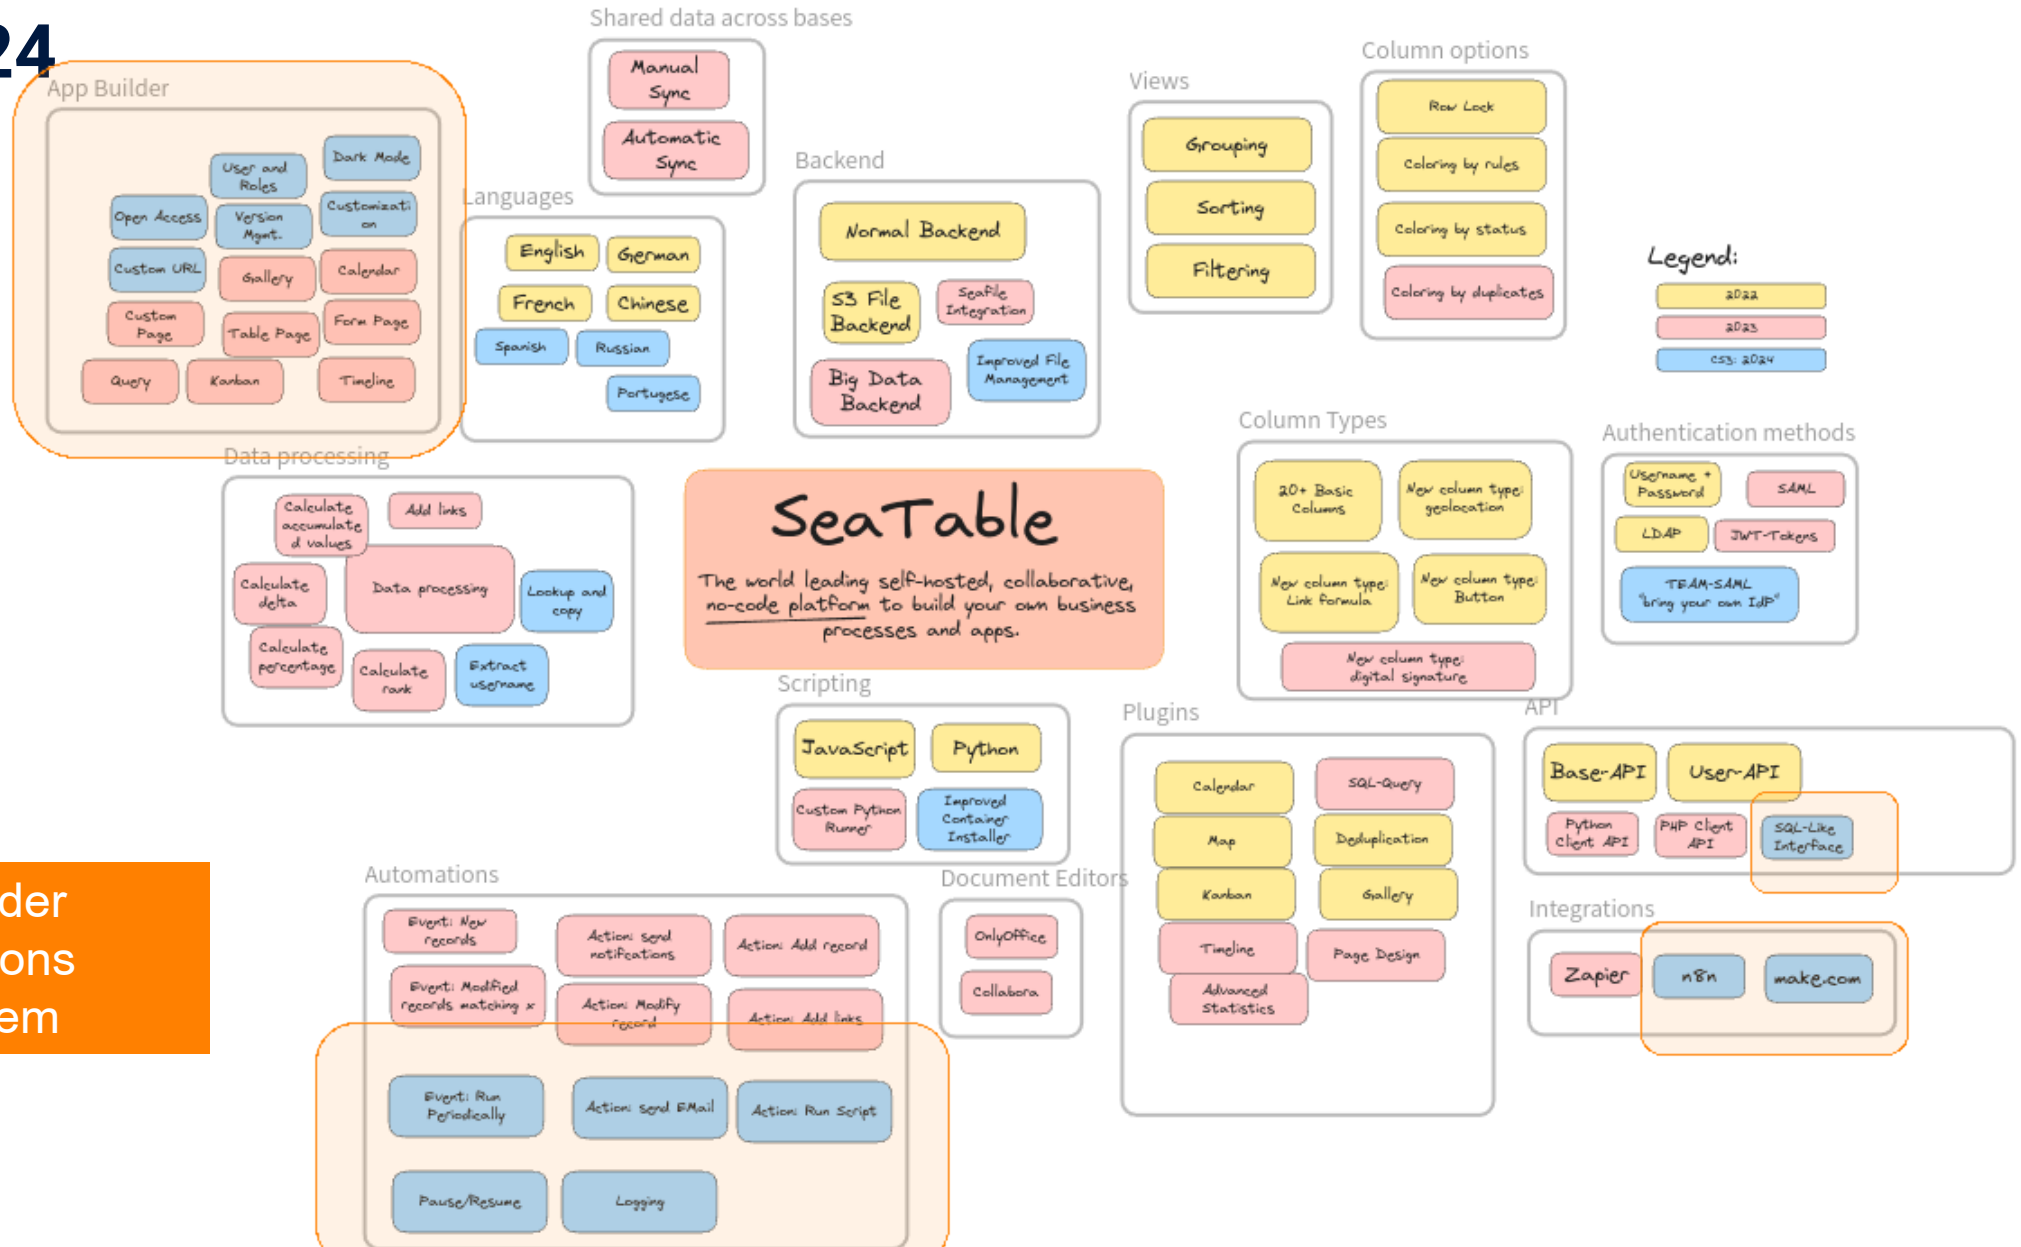 24
App Builder
User and
Roles
Dark Mode
Open Access
Version
Mgmt.
Customizati
on
Custom URL
Gallery
Calendar
Custom
Page
Table Page
Form Page
Query
Kanban
Timeline
Shared data across bases
Manual
Sync
Automatic
Sync
Languages
English
German
French
Chinese
Spanish
Russian
Portugese
Backend
Normal Backend
S3 File
Backend
Seafile
Integration
Big Data
Backend
Improved File
Management
Views
Grouping
Sorting
Filtering
Column options
Row Lock
Coloring by rules
Coloring by status
Coloring by duplicates
Legend:
2022
2023
CS3: 2024
Data processing
Calculate
accumulate
d values
Add links
Calculate
delta
Data processing
Lookup and
copy
Calculate
percentage
Calculate
rank
Extract
username
SeaTable
The world leading self-hosted, collaborative,
no-code platform to build your own business
processes and apps.
Column Types
20+ Basic
Columns
New column type:
geolocation
New column type:
Link formula
New column type:
Button
New column type:
digital signature
Authentication methods
Username +
Password
SAML
LDAP
JWT-Tokens
TEAM-SAML
"bring your own IdP"
Scripting
JavaScript
Python
Custom Python
Runner
Improved
Container
Installer
Plugins
Calendar
SQL-Query
Map
Deduplication
Kanban
Gallery
Timeline
Page Design
Advanced
Statistics
API
Base-API
User-API
Python
Client API
PHP Client
API
SQL-Like
Interface
Integrations
Zapier
n8n
make.com
Document Editors
OnlyOffice
Collabora
Automations
Event: New
records
Action: send
notifcations
Action: Add record
Event: Modified
records matching x
Action: Modify
record
Action: Add links
Event: Run
Periodically
Action: send EMail
Action: Run Script
Pause/Resume
Logging
der
ons
em